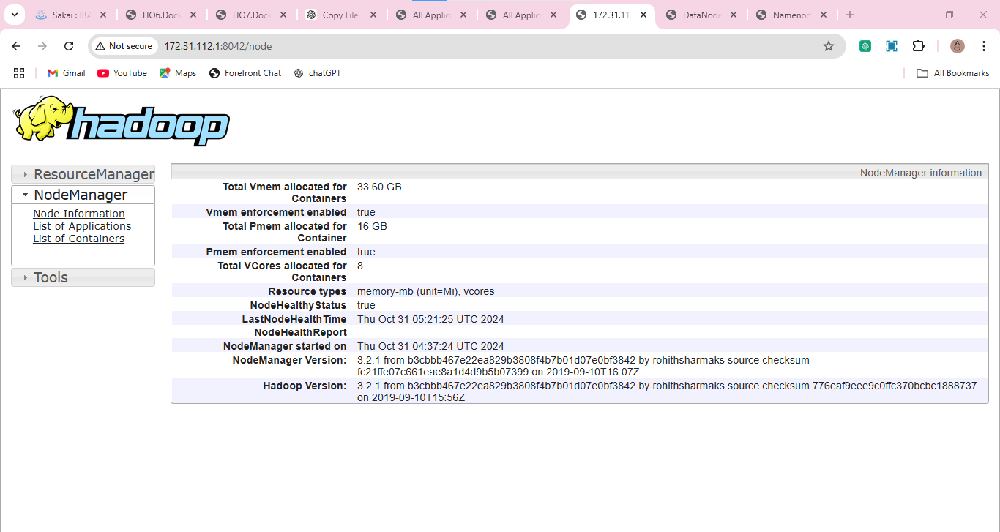 Sakai : IBA
HO6.Dock
HO7.Dock
Copy File
All Applic
All Applic
172.31.11
DataNode
Namenod
Not secure
172.31.112.1:8042/node
Gmail
YouTube
Maps
Forefront Chat
chatGPT
All Bookmarks
hadoop
ResourceManager
NodeManager
Node Information
List of Applications
List of Containers
Tools
NodeManager information
Total Vmem allocated for Containers 33.60 GB
Vmem enforcement enabled true
Total Pmem allocated for Container 16 GB
Pmem enforcement enabled true
Total VCores allocated for Containers 8
Resource types memory-mb (unit=Mi), vcores
NodeHealthyStatus true
LastNodeHealthTime Thu Oct 31 05:21:25 UTC 2024
NodeHealthReport
NodeManager started on Thu Oct 31 04:37:24 UTC 2024
NodeManager Version: 3.2.1 from b3cbbb467e22ea829b3808f4b7b01d07e0bf3842 by rohithsharmaks source checksum
fc21ffe07c661eae8a1d4d9b5b07399 on 2019-09-10T16:07Z
Hadoop Version: 3.2.1 from b3cbbb467e22ea829b3808f4b7b01d07e0bf3842 by rohithsharmaks source checksum 776eaf9eee9c0ffc370bcbc1888737
on 2019-09-10T15:56Z